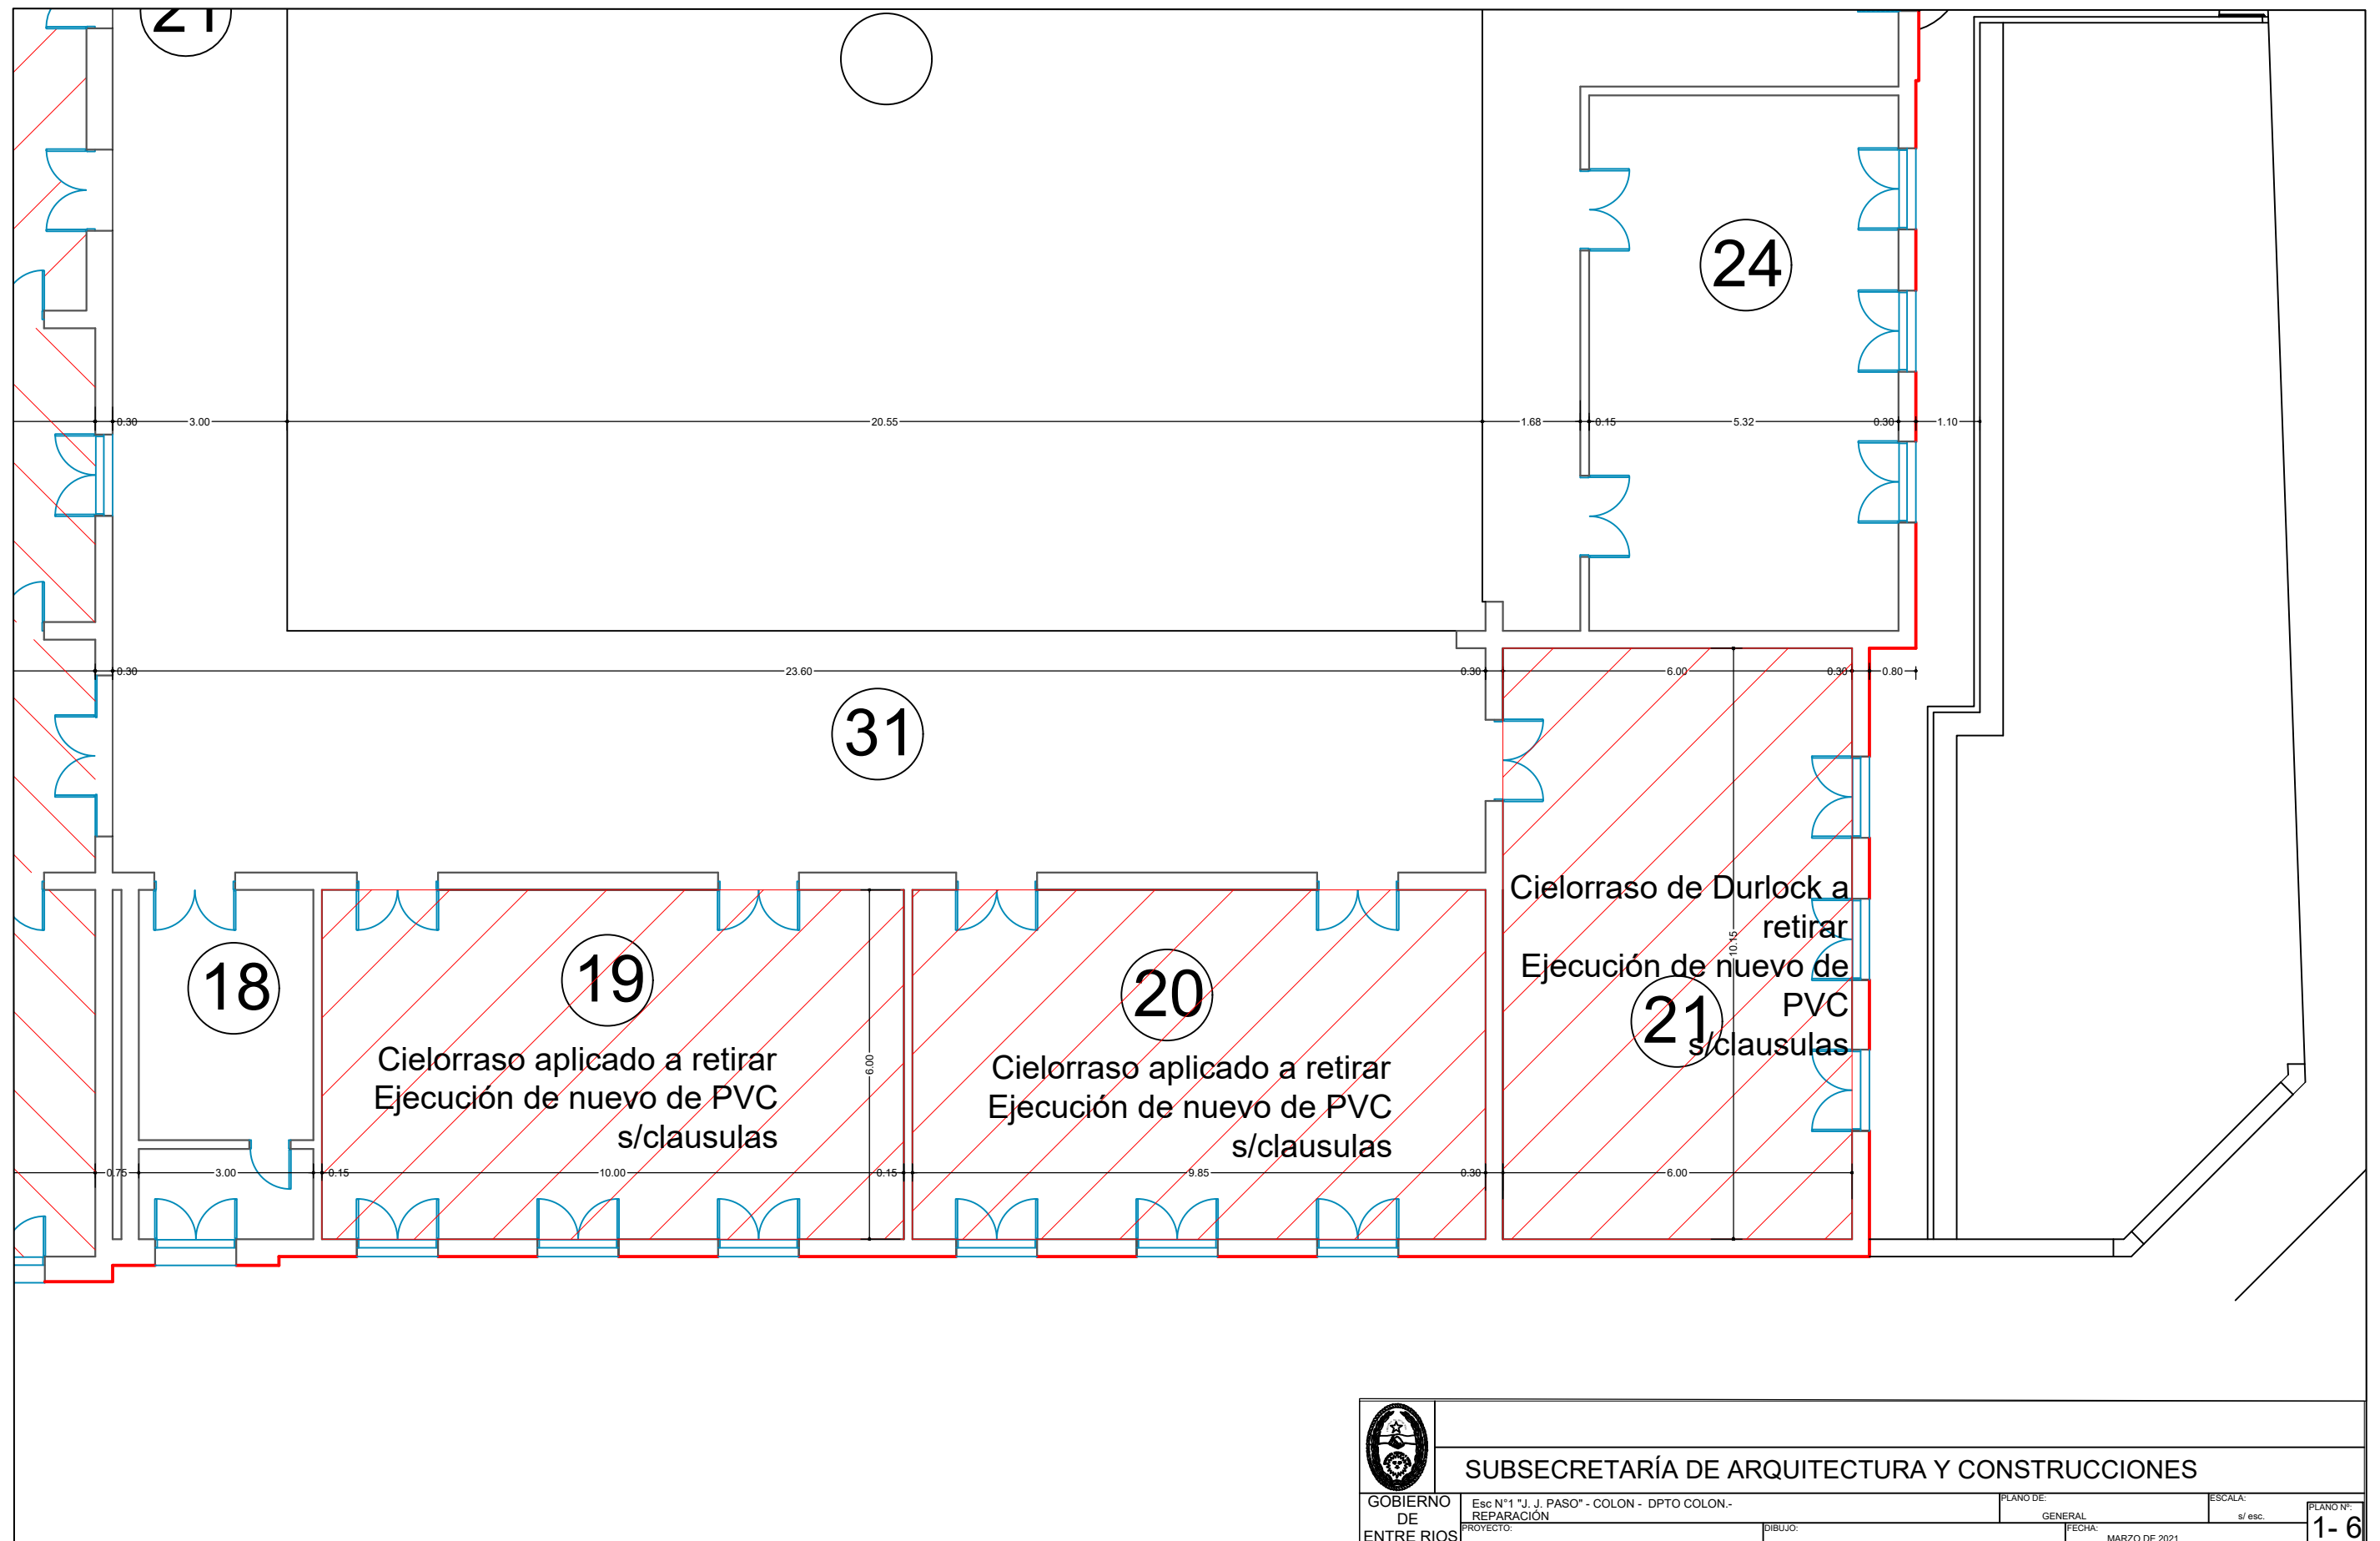 21
24
0.30
3.00
20.55
1.68
0.15
5.32
0.30
1.10
0.30
23.60
0.30
6.00
0.30
0.80
31
Cielorraso de Durlock a
retirar
Ejecución de nuevo de
PVC
s/clausulas
10.15
21
18
19
Cielorraso aplicado a retirar
Ejecución de nuevo de PVC
s/clausulas
6.00
20
Cielorraso aplicado a retirar
Ejecución de nuevo de PVC
s/clausulas
0.75
3.00
0.15
10.00
0.15
9.85
0.30
6.00
SUBSECRETARÍA DE ARQUITECTURA Y CONSTRUCCIONES
GOBIERNO
DE
ENTRE RIOS
Esc N°1 "J. J. PASO" - COLON - DPTO COLON.-
REPARACIÓN
PLANO DE:
GENERAL
ESCALA:
s/ esc.
PLANO Nº:
1- 6
PROYECTO:
DIBUJO:
FECHA:
MARZO DE 2021